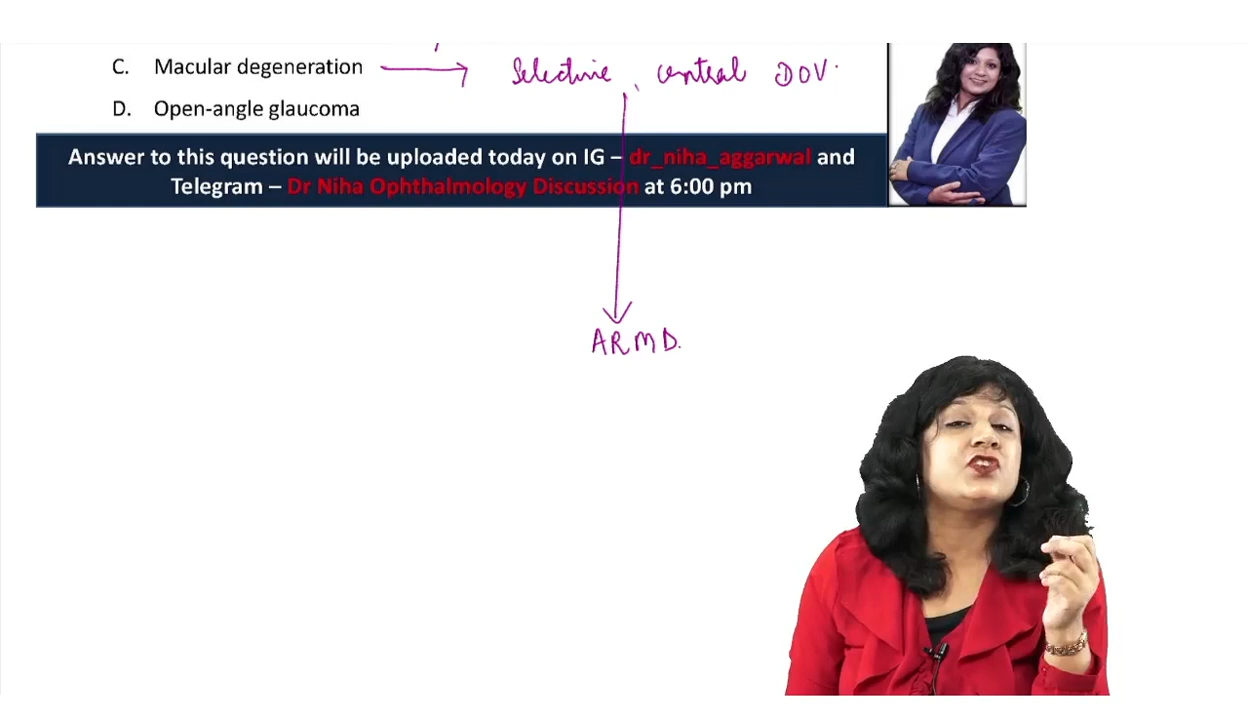 C. Macular degeneration → Selective, central DOV.
D. Open-angle glaucoma
Answer to this question will be uploaded today on IG – dr_niha_aggarwal and
Telegram – Dr Niha Ophthalmology Discussion at 6:00 pm
ARMD.